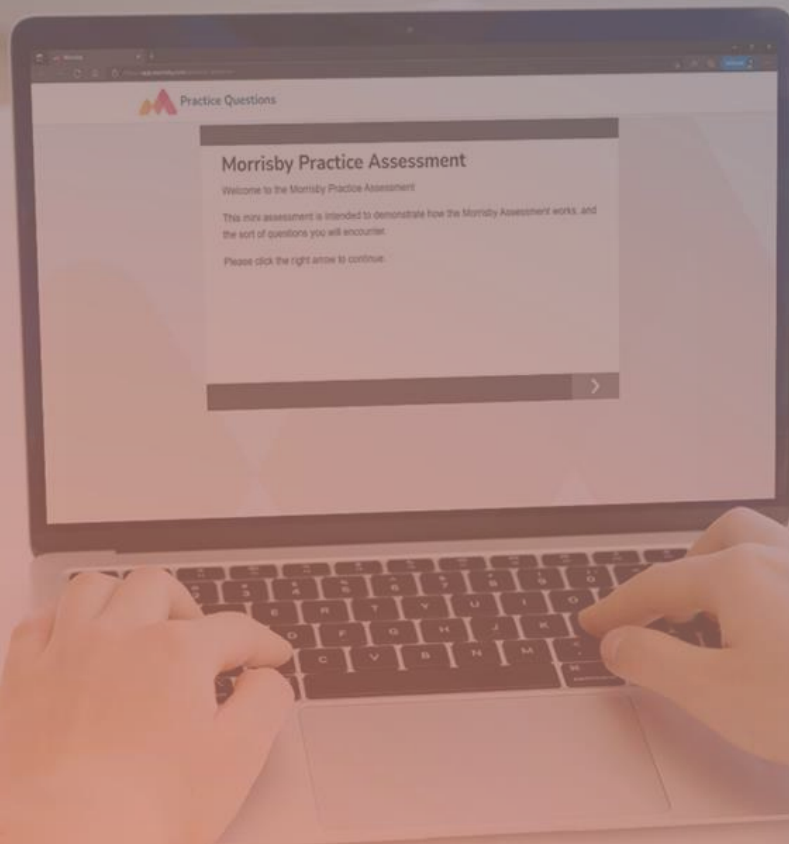 Morrisby
Practice Questions
Morrisby Practice Assessment
Welcome to the Morrisby Practice Assessment
This mini assessment is intended to demonstrate how the Morrisby Assessment works, and
the sort of questions you will encounter.
Please click the right arrow to continue.
E R T Y U I O
D F G H J K
C V B N M